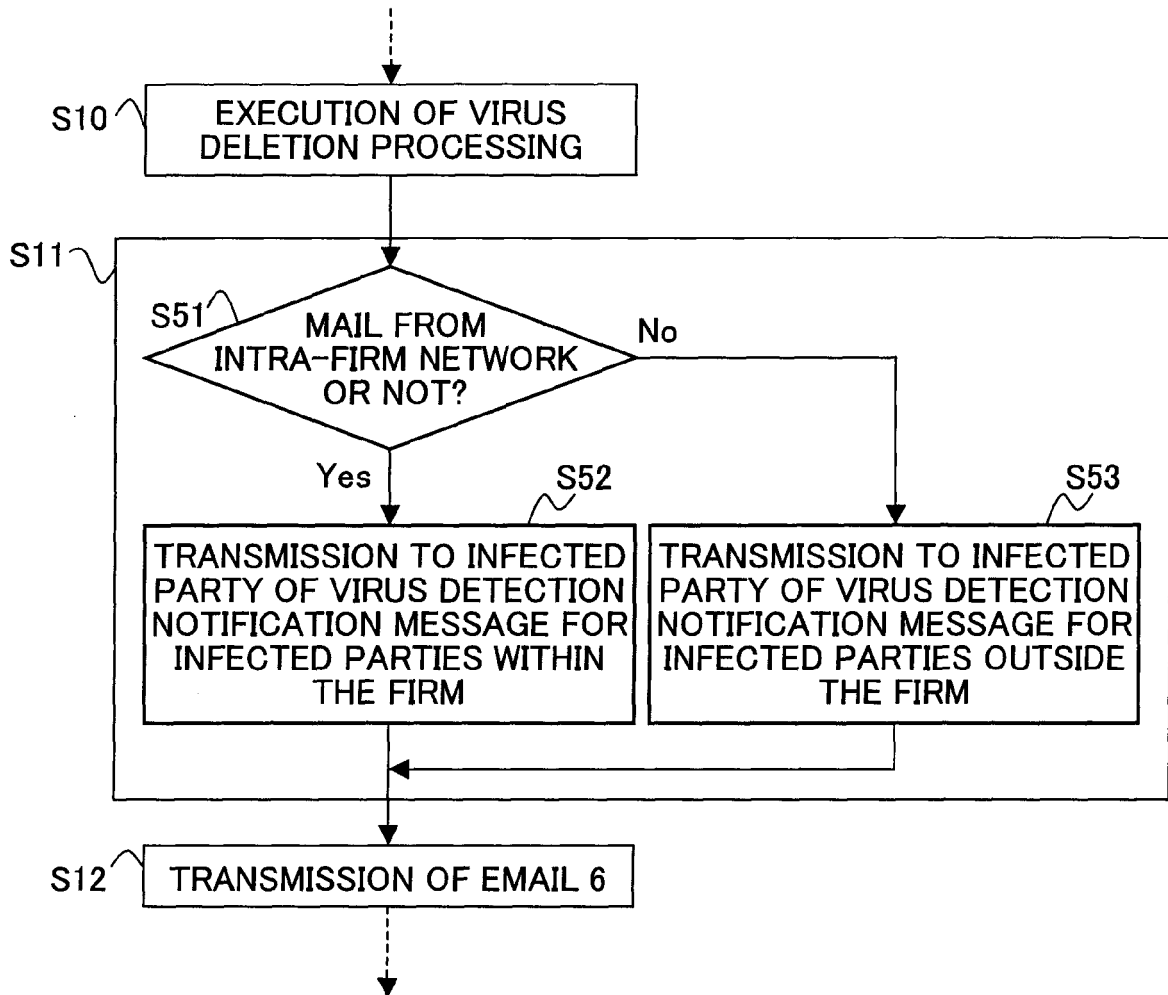 S10
EXECUTION OF VIRUS
DELETION PROCESSING
S11
S51
MAIL FROM
INTRA-FIRM NETWORK
OR NOT?
No
Yes
S52
TRANSMISSION TO INFECTED
PARTY OF VIRUS DETECTION
NOTIFICATION MESSAGE FOR
INFECTED PARTIES WITHIN
THE FIRM
S53
TRANSMISSION TO INFECTED
PARTY OF VIRUS DETECTION
NOTIFICATION MESSAGE FOR
INFECTED PARTIES OUTSIDE
THE FIRM
S12
TRANSMISSION OF EMAIL 6